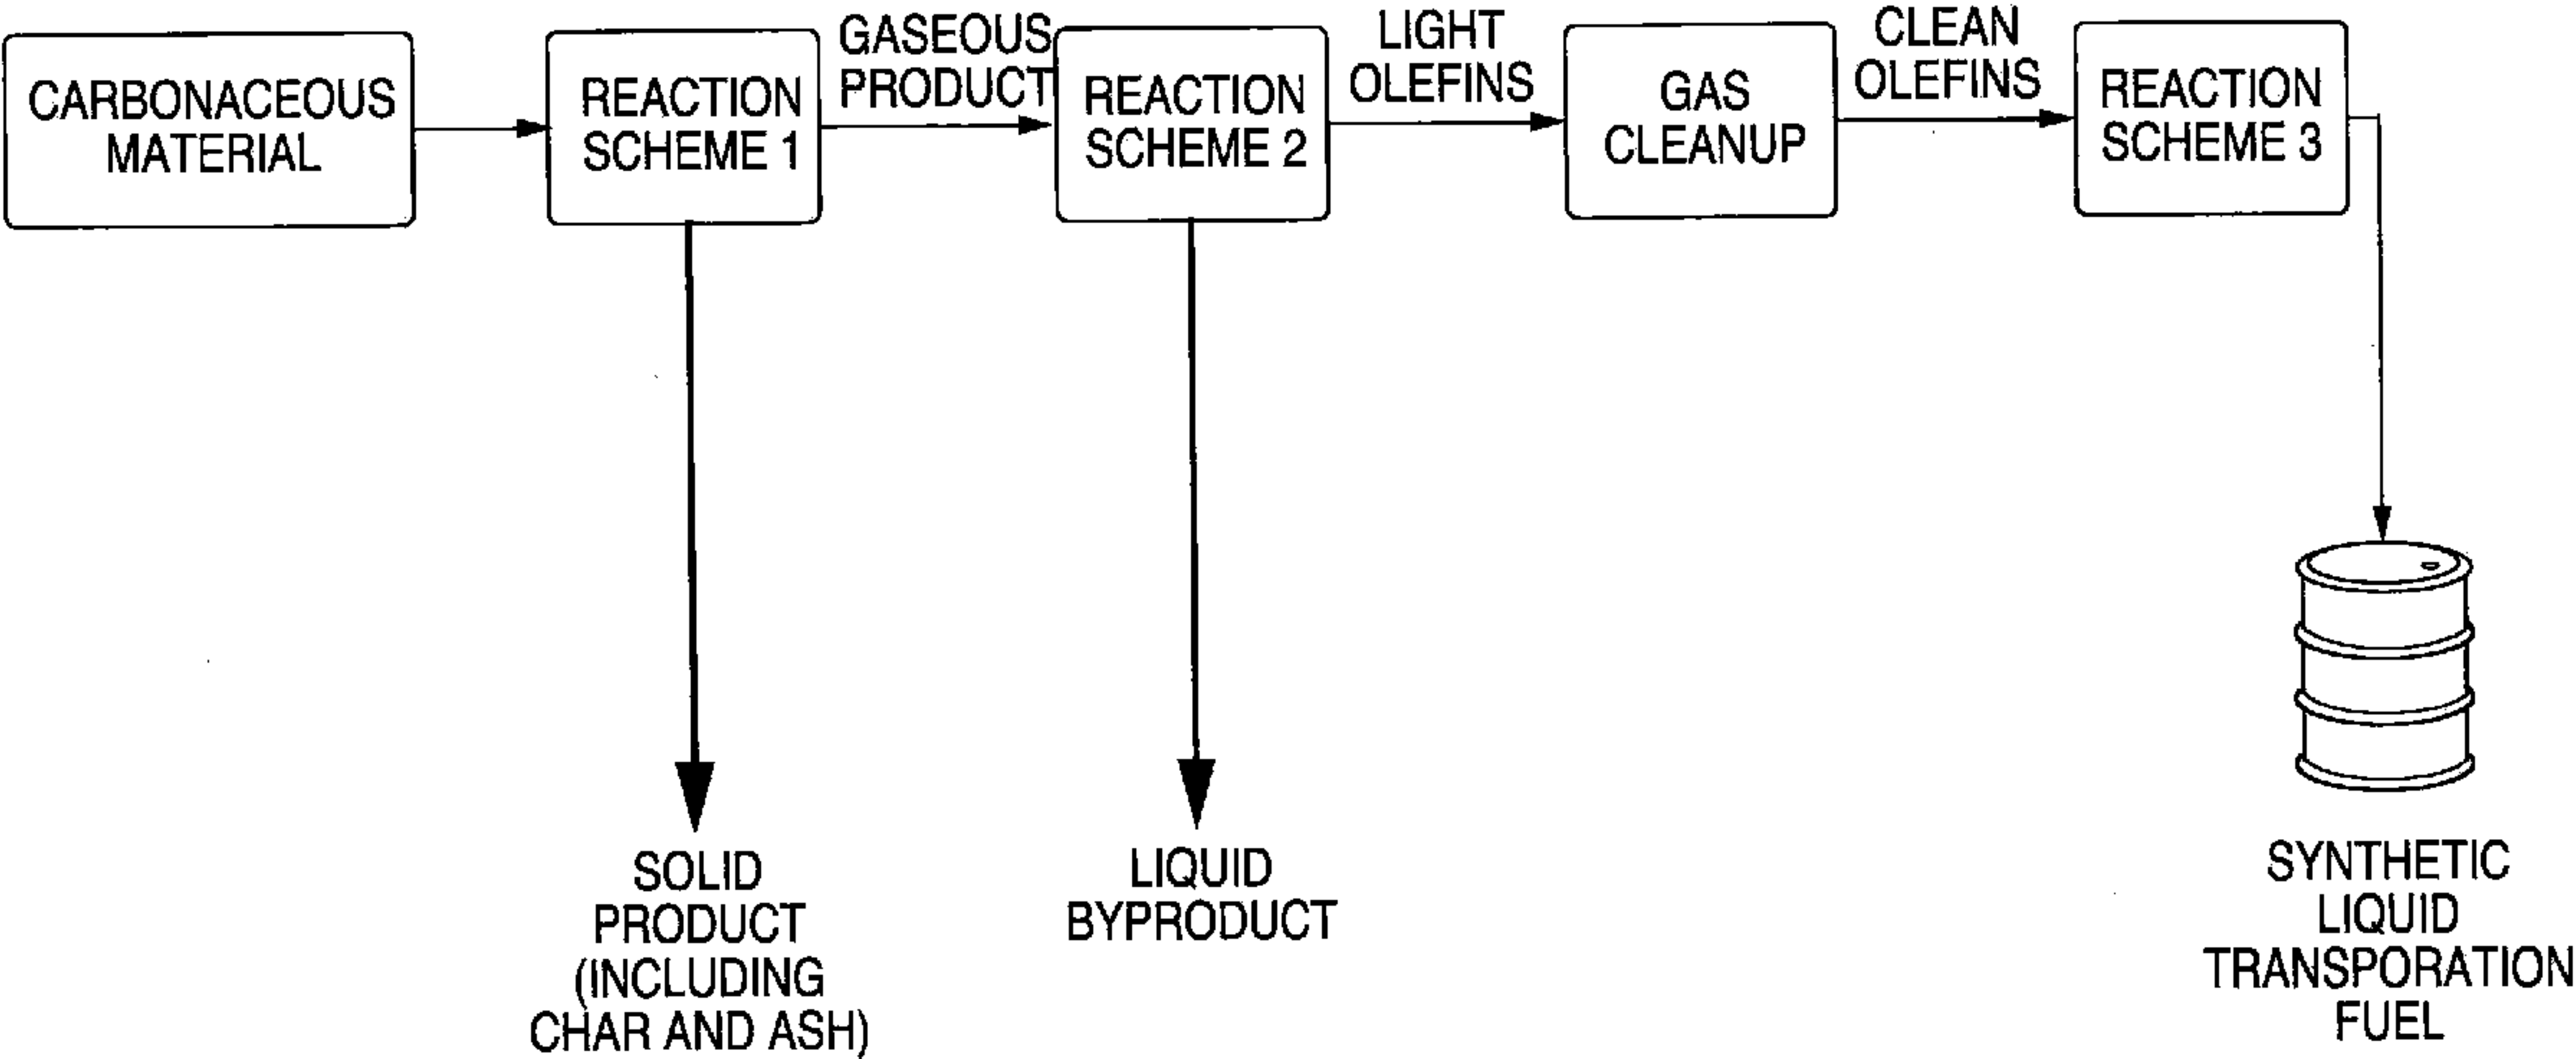 CARBONACEOUS
MATERIAL
REACTION
SCHEME 1
GASEOUS
PRODUCT
REACTION
SCHEME 2
LIGHT
OLEFINS
GAS
CLEANUP
CLEAN
OLEFINS
REACTION
SCHEME 3
SOLID
PRODUCT
(INCLUDING
CHAR AND ASH)
LIQUID
BYPRODUCT
SYNTHETIC
LIQUID
TRANSPORATION
FUEL